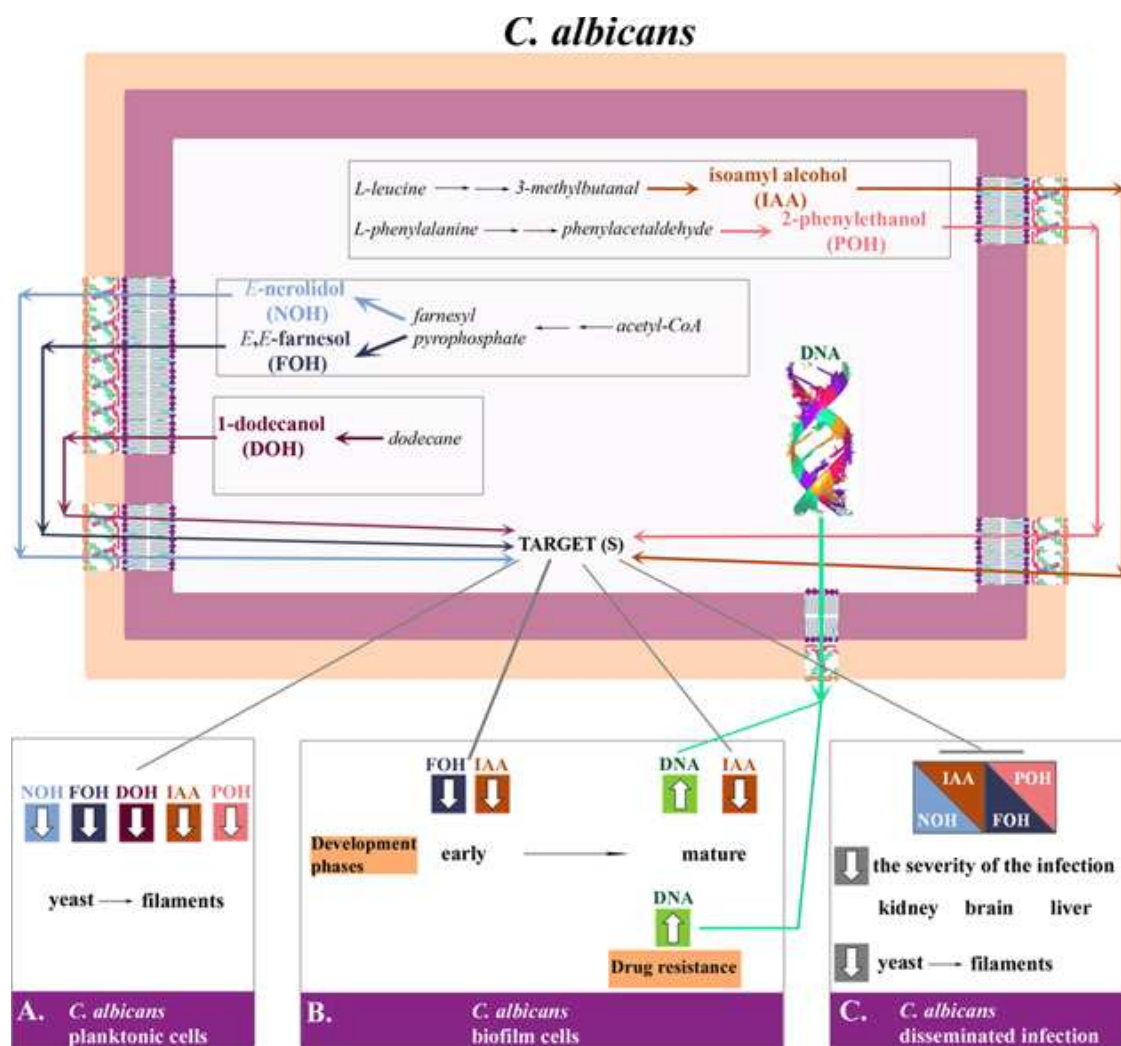 C. albicans
L-leucine
3-methylbutanal
isoamyl alcohol
(IAA)
L-phenylalanine
phenylacetaldehyde
2-phenylethanol
(POH)
E-nerolidol
(NOH)
E,E-farnesol
(FOH)
farnesyl
pyrophosphate
acetyl-CoA
1-dodecanol
(DOH)
dodecane
DNA
TARGET (S)
NOH FOH DOH IAA POH
yeast filaments
A. C. albicans
planktonic cells
FOH IAA
DNA IAA
Development
phases
early
mature
DNA
Drug resistance
B. C. albicans
biofilm cells
IAA POH
NOH FOH
the severity of the infection
kidney brain liver
yeast filaments
C. C. albicans
disseminated infection